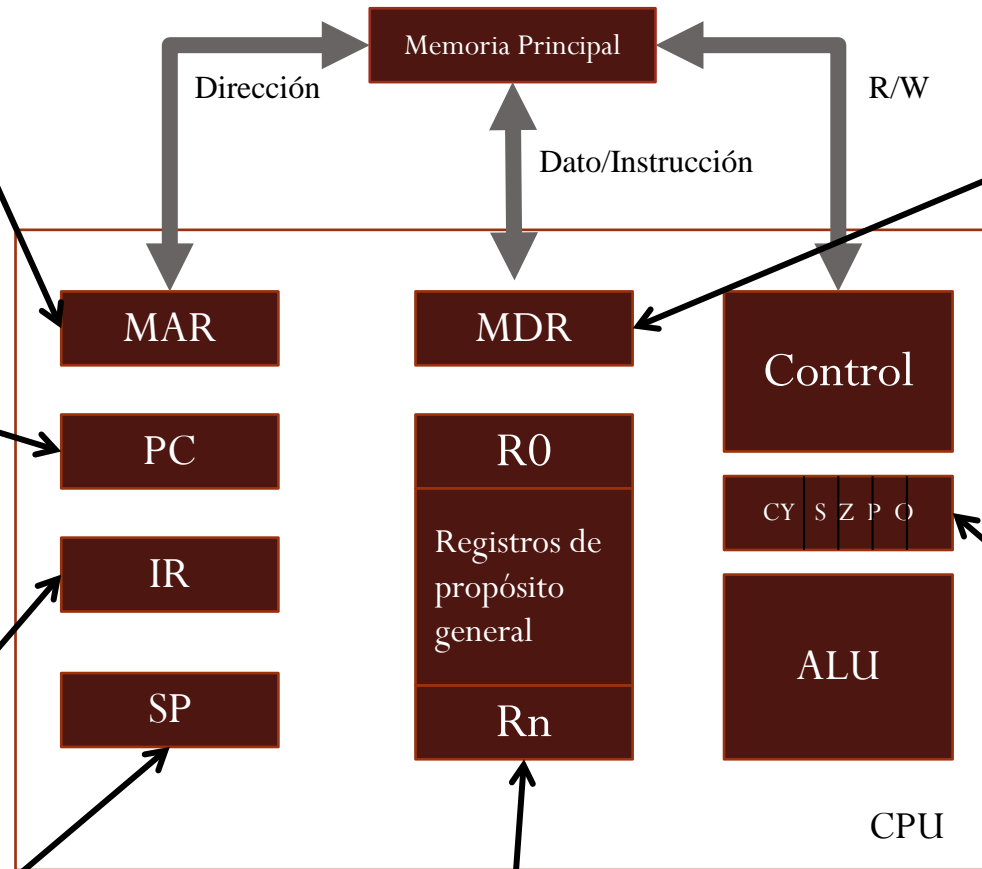 Memoria Principal
Dirección
R/W
Dato/Instrucción
MAR
MDR
Control
PC
R0
CY S Z P O
IR
Registros de
propósito
general
ALU
SP
Rn
CPU